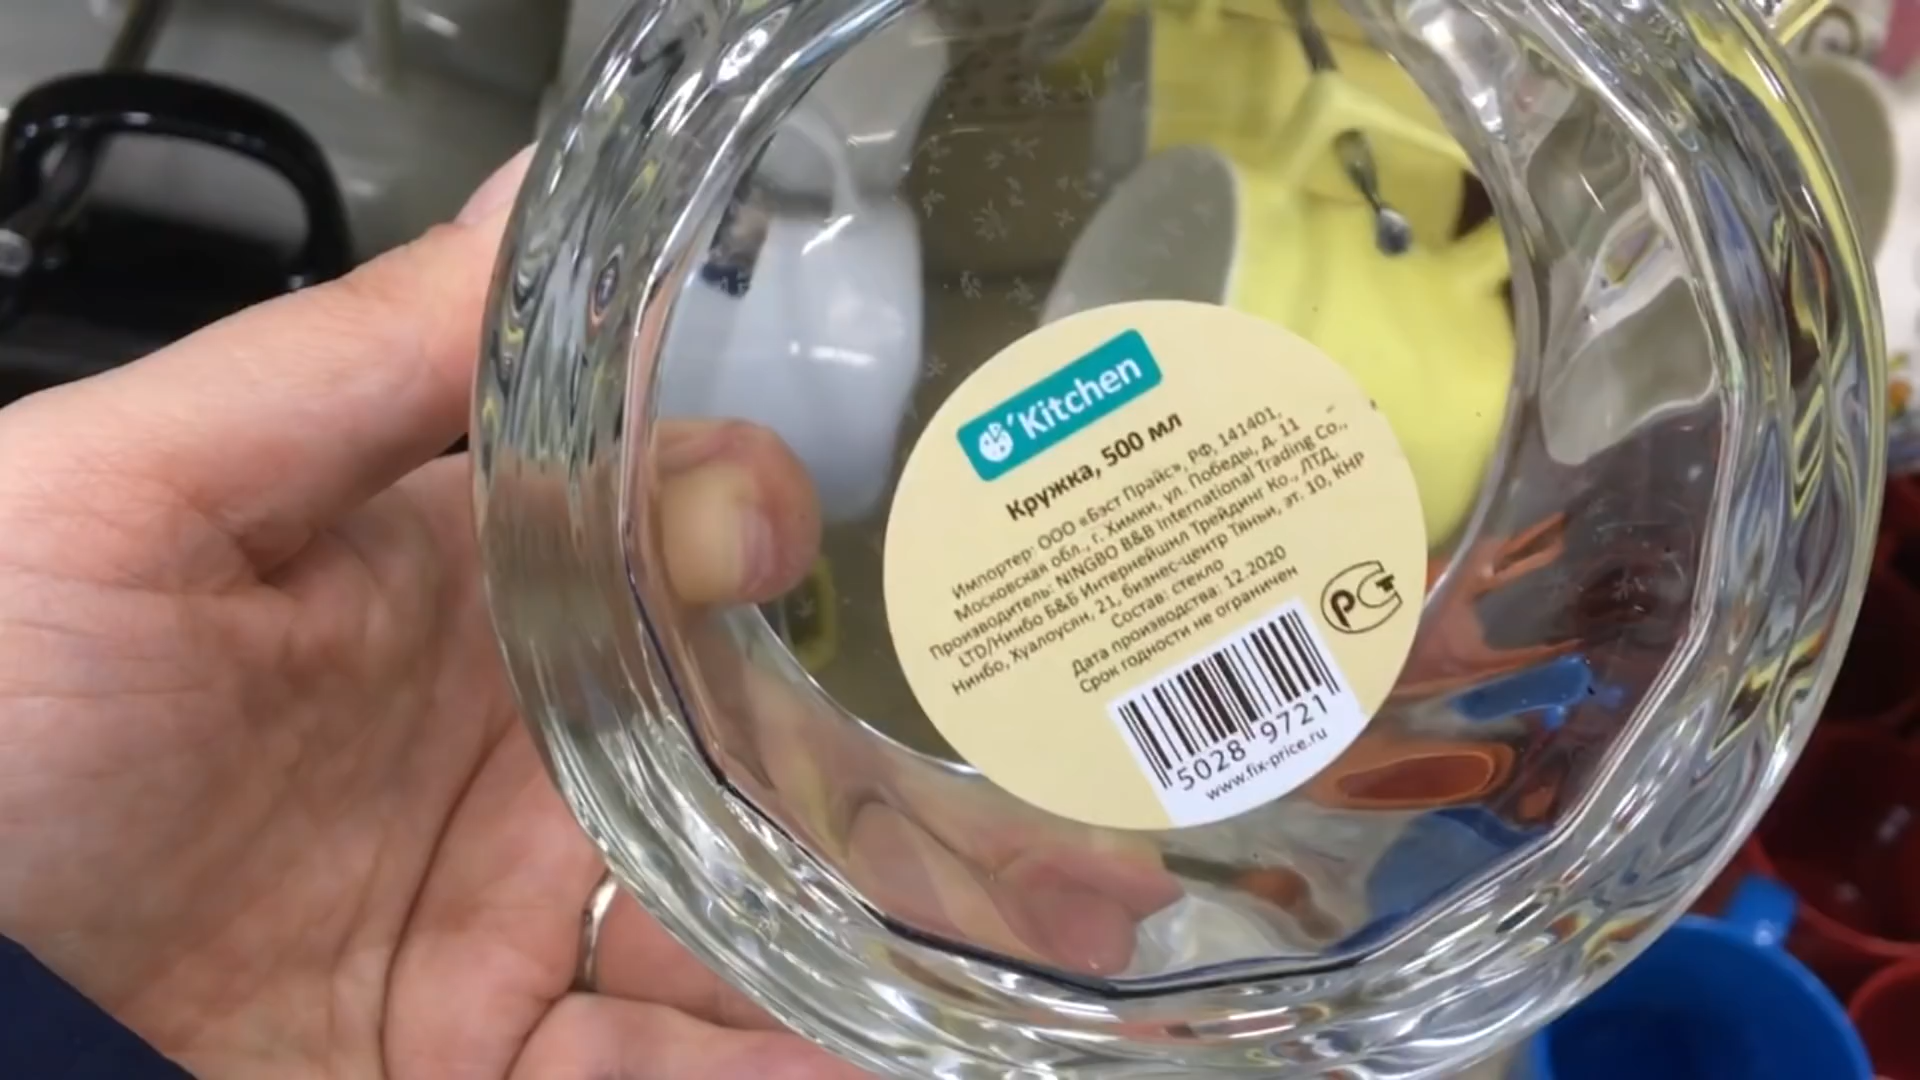 B'Kitchen
Кружка, 500 мл
Импортер: ООО «Бэст Прайс», РФ, 141401,
Московская обл., г. Химки, ул. Победы, д. 11
Производитель: NINGBO B&B International Trading Co.,
LTD/Нинбо Б&Б Интернейшнл Трейдинг Ко., ЛТД,
Нинбо, Хуалоусян, 21, бизнес-центр Тяньи, эт. 10, КНР
Состав: стекло
Дата производства: 12.2020
Срок годности не ограничен
РСТ
5028 9721
www.fix-price.ru